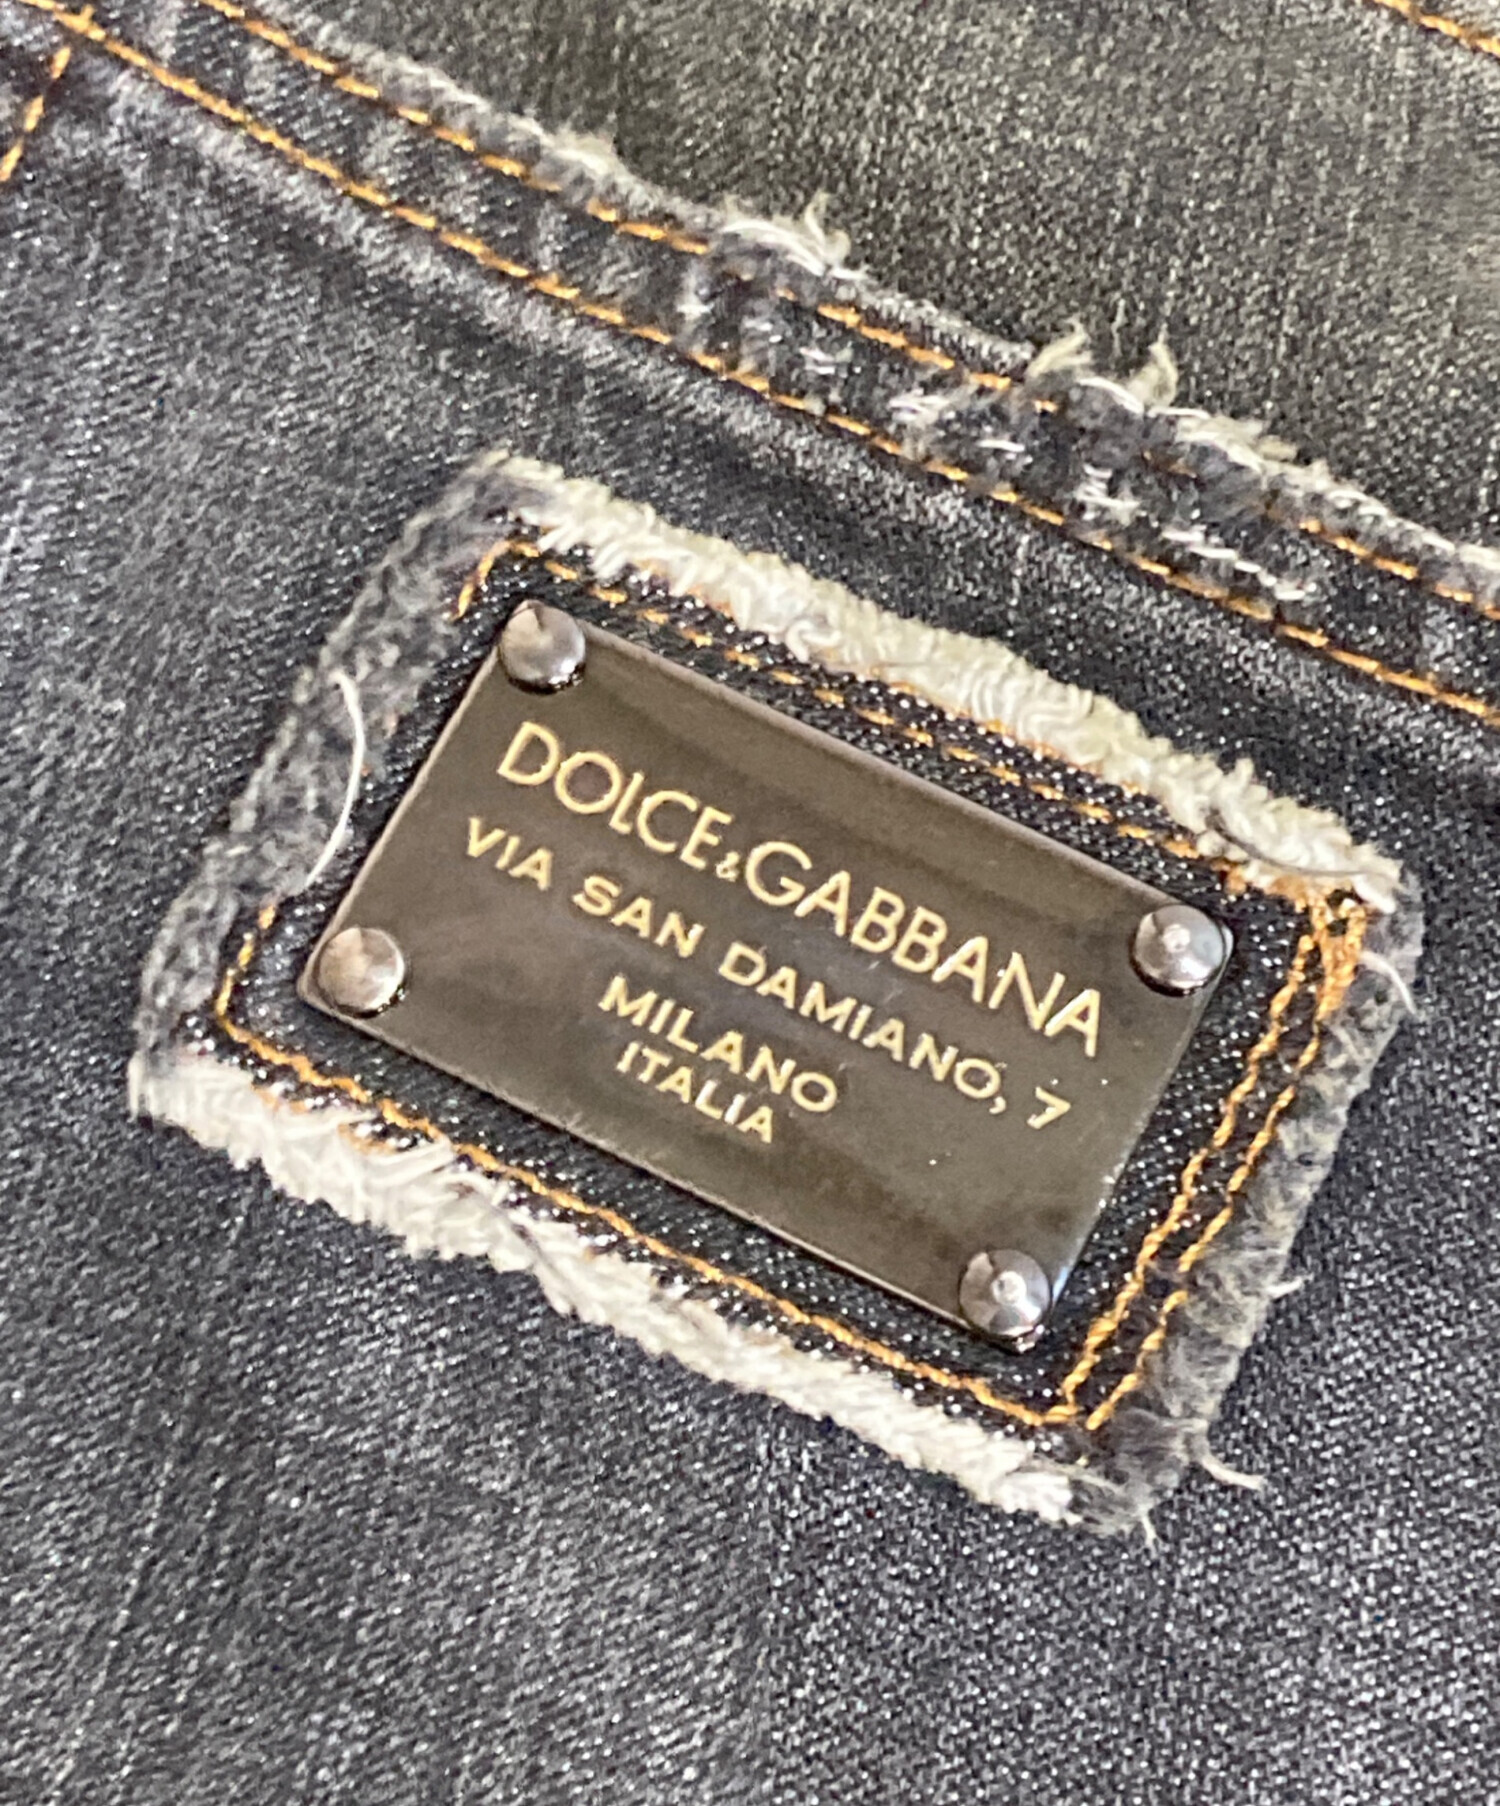 DOLCE&GABBANA
VIA SAN DAMIANO, 7
MILANO
ITALIA